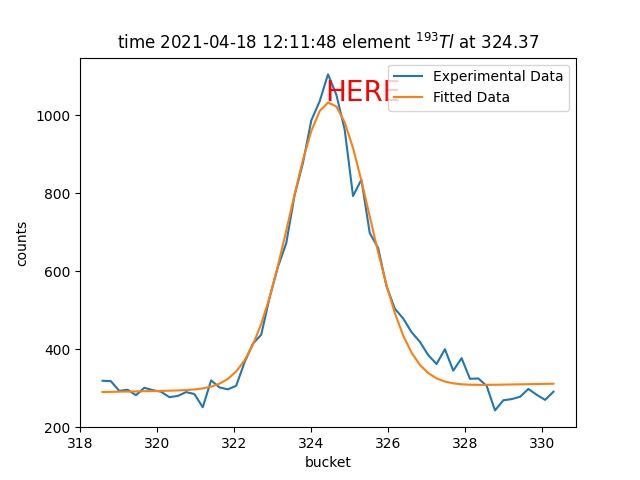 time 2021-04-18 12:11:48 element ¹⁹³Tl at 324.37
HERE
Experimental Data
Fitted Data
counts
1000
800
600
400
200
318 320 322 324 326 328 330
bucket